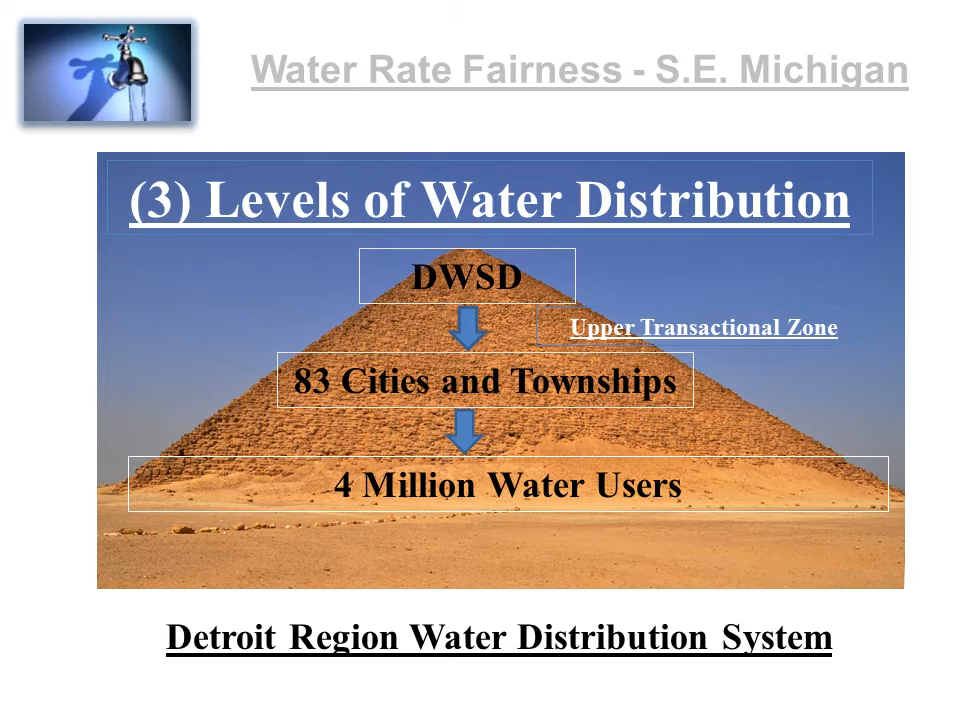 Water Rate Fairness - S.E. Michigan
(3) Levels of Water Distribution
DWSD
Upper Transactional Zone
83 Cities and Townships
4 Million Water Users
Detroit Region Water Distribution System